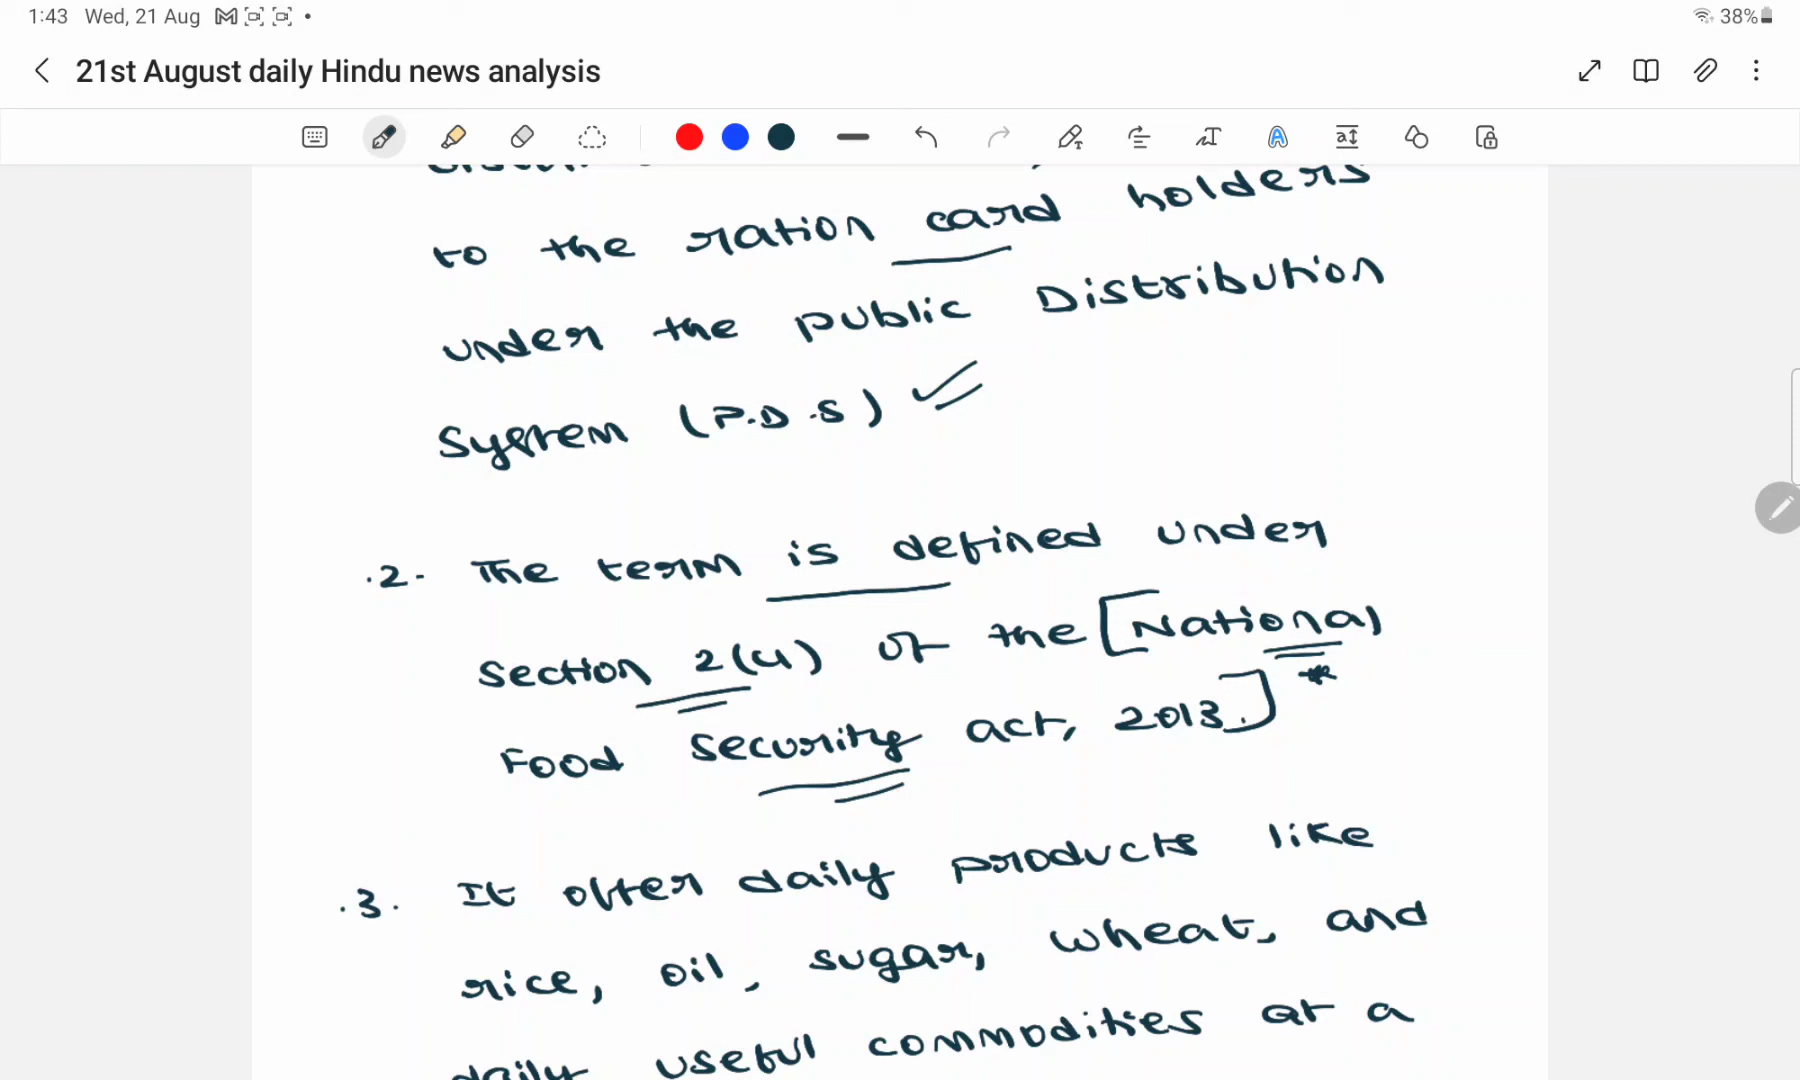 1:43 Wed, 21 Aug
38%
21st August daily Hindu news analysis
to the ration card holders
under the public Distribution
System (P.D.S)
.2. The term is defined under
section 2(4) of the [National
Food security act, 2013.]*
.3. It offer daily products like
rice, oil, sugar, wheat, and
daily useful commodities at a